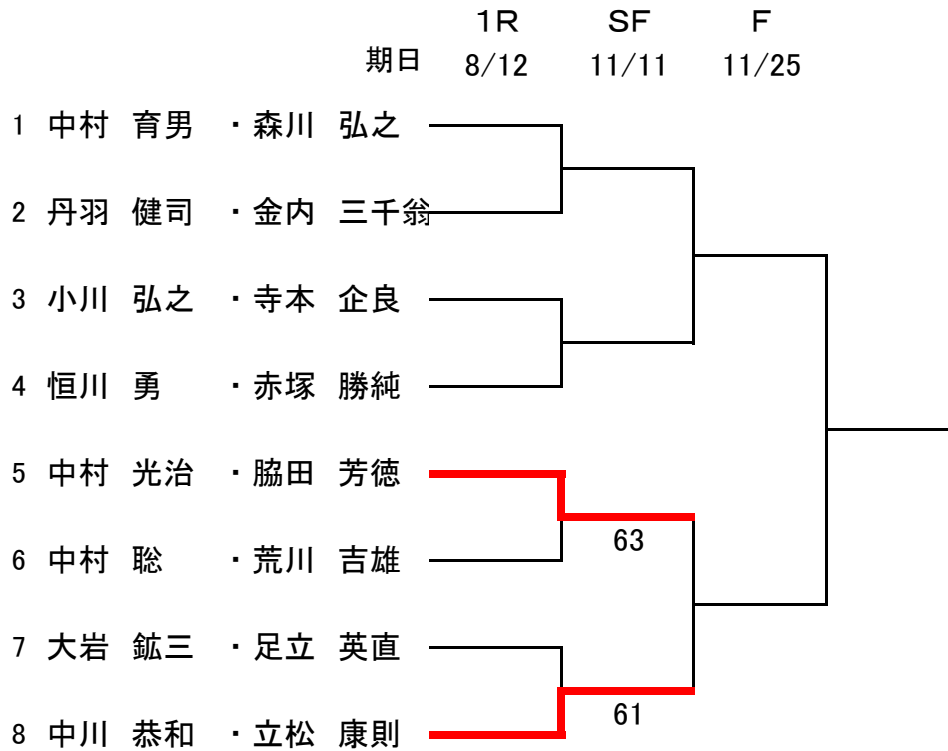 1R SF F
期日 8/12 11/11 11/25
1 中村 育男 ・森川 弘之
2 丹羽 健司 ・金内 三千翁
3 小川 弘之 ・寺本 企良
4 恒川 勇 ・赤塚 勝純
5 中村 光治 ・脇田 芳徳
63
6 中村 聡 ・荒川 吉雄
7 大岩 鉱三 ・足立 英直
61
8 中川 恭和 ・立松 康則